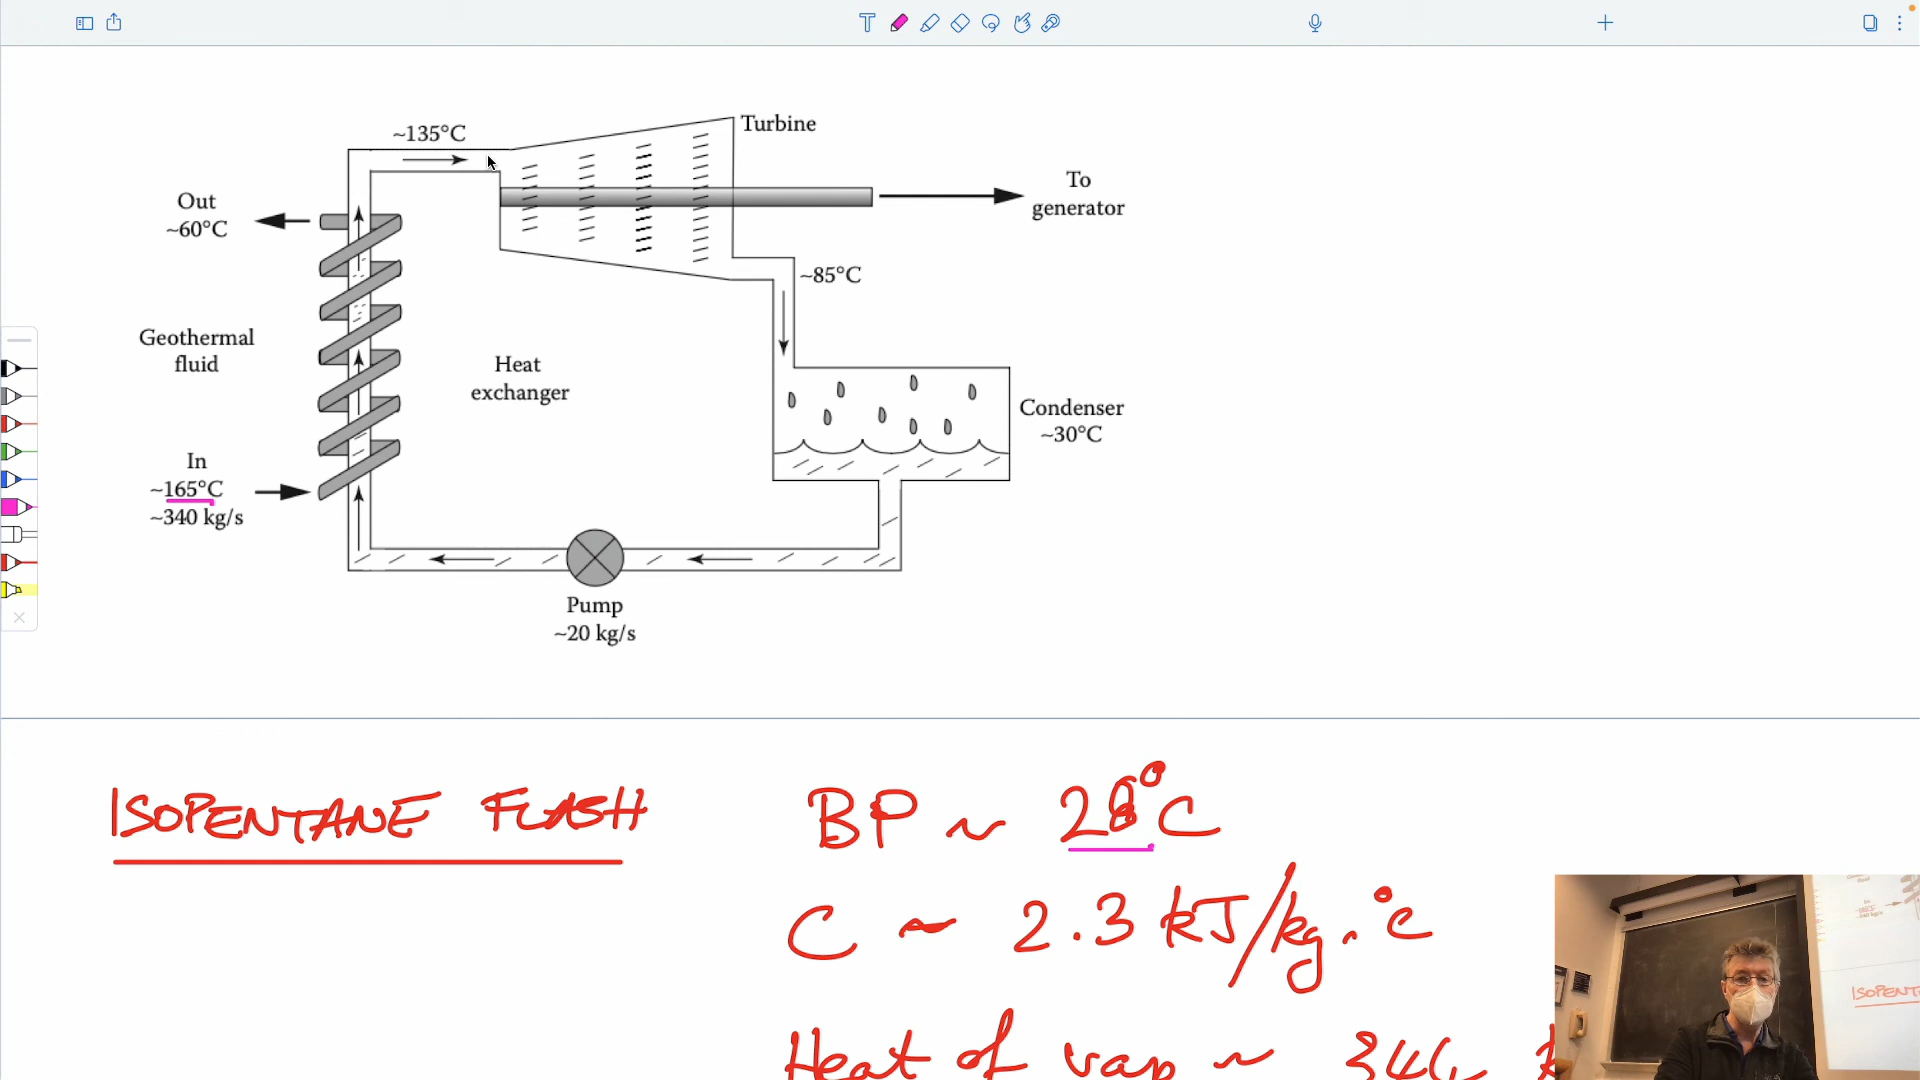 ~135°C
Turbine
Out
~60°C
To
generator
~85°C
Geothermal
fluid
Heat
exchanger
Condenser
~30°C
In
~165°C
~340 kg/s
Pump
~20 kg/s
ISOPENTANE FLASH
BP ~ 28°C
C ~ 2.3 kJ/kg.°C
Heat of vap ~